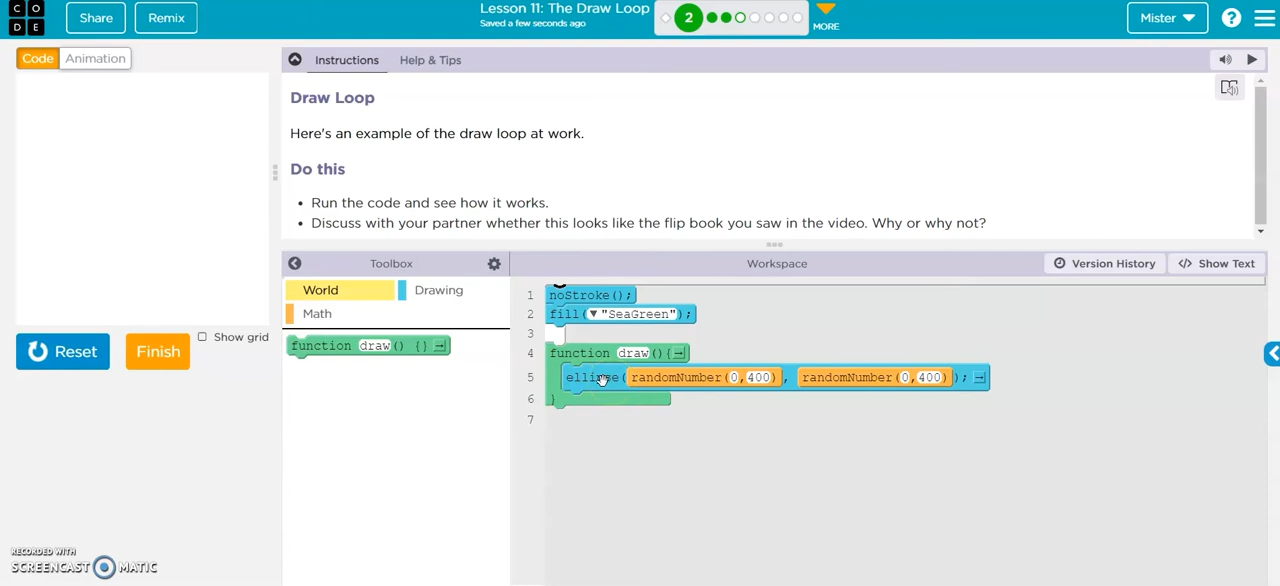 CO
DE
Share
Remix
Lesson 11: The Draw Loop
Saved a few seconds ago
2
MORE
Mister
?
Code
Animation
Instructions
Help & Tips
Draw Loop
Here's an example of the draw loop at work.
Do this
• Run the code and see how it works.
• Discuss with your partner whether this looks like the flip book you saw in the video. Why or why not?
Toolbox
Workspace
Version History
</> Show Text
World
Drawing
Math
function draw() {}
1 noStroke();
2 fill("SeaGreen");
3
4 function draw(){
5 ellipse(randomNumber(0,400), randomNumber(0,400));
6 }
7
Reset
Finish
Show grid
RECORDED WITH
SCREENCAST MATIC